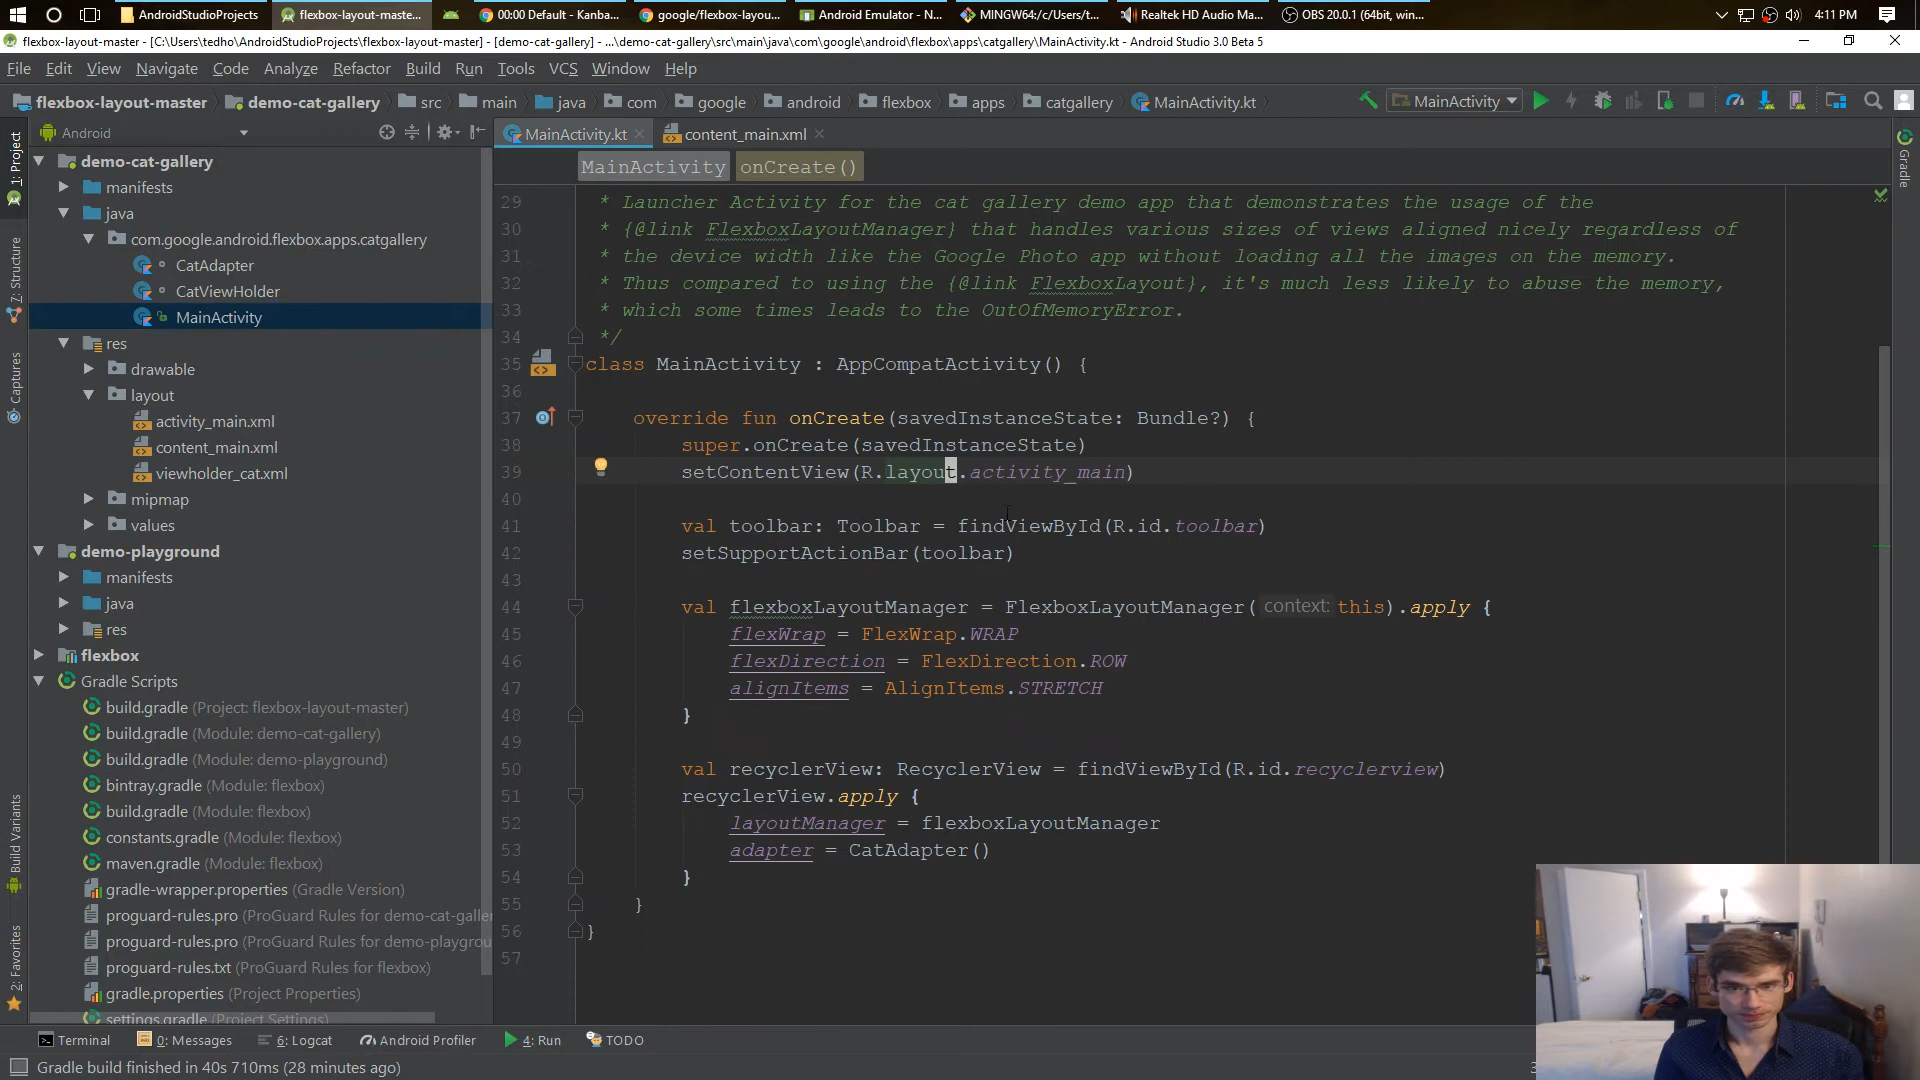 AndroidStudioProjects
flexbox-layout-maste...
00:00 Default - Kanba...
google/flexbox-layou...
Android Emulator - N...
MINGW64:/c/Users/t...
Realtek HD Audio Ma...
OBS 20.0.1 (64bit, win...
4:11 PM
flexbox-layout-master - [C:\Users\tedho\AndroidStudioProjects\flexbox-layout-master] - [demo-cat-gallery] - ...\demo-cat-gallery\src\main\java\com\google\android\flexbox\apps\catgallery\MainActivity.kt - Android Studio 3.0 Beta 5
File Edit View Navigate Code Analyze Refactor Build Run Tools VCS Window Help
flexbox-layout-master demo-cat-gallery src main java com google android flexbox apps catgallery MainActivity.kt
MainActivity
Android
MainActivity.kt
content_main.xml
MainActivity
onCreate()
1: Project
7: Structure
Captures
Build Variants
2: Favorites
Gradle
demo-cat-gallery
manifests
java
com.google.android.flexbox.apps.catgallery
CatAdapter
CatViewHolder
MainActivity
res
drawable
layout
activity_main.xml
content_main.xml
viewholder_cat.xml
mipmap
values
demo-playground
manifests
java
res
flexbox
Gradle Scripts
build.gradle (Project: flexbox-layout-master)
build.gradle (Module: demo-cat-gallery)
build.gradle (Module: demo-playground)
bintray.gradle (Module: flexbox)
build.gradle (Module: flexbox)
constants.gradle (Module: flexbox)
maven.gradle (Module: flexbox)
gradle-wrapper.properties (Gradle Version)
proguard-rules.pro (ProGuard Rules for demo-cat-galler
proguard-rules.pro (ProGuard Rules for demo-playgrou
proguard-rules.txt (ProGuard Rules for flexbox)
gradle.properties (Project Properties)
settings.gradle (Project Settings)
29 * Launcher Activity for the cat gallery demo app that demonstrates the usage of the
30 * {@link FlexboxLayoutManager} that handles various sizes of views aligned nicely regardless of
31 * the device width like the Google Photo app without loading all the images on the memory.
32 * Thus compared to using the {@link FlexboxLayout}, it's much less likely to abuse the memory,
33 * which some times leads to the OutOfMemoryError.
34 */
35 class MainActivity : AppCompatActivity() {
36
37 override fun onCreate(savedInstanceState: Bundle?) {
38 super.onCreate(savedInstanceState)
39 setContentView(R.layout.activity_main)
40
41 val toolbar: Toolbar = findViewById(R.id.toolbar)
42 setSupportActionBar(toolbar)
43
44 val flexboxLayoutManager = FlexboxLayoutManager( context: this).apply {
45 flexWrap = FlexWrap.WRAP
46 flexDirection = FlexDirection.ROW
47 alignItems = AlignItems.STRETCH
48 }
49
50 val recyclerView: RecyclerView = findViewById(R.id.recyclerview)
51 recyclerView.apply {
52 layoutManager = flexboxLayoutManager
53 adapter = CatAdapter()
54 }
55 }
56 }
57
Terminal 0: Messages 6: Logcat Android Profiler 4: Run TODO
Gradle build finished in 40s 710ms (28 minutes ago)